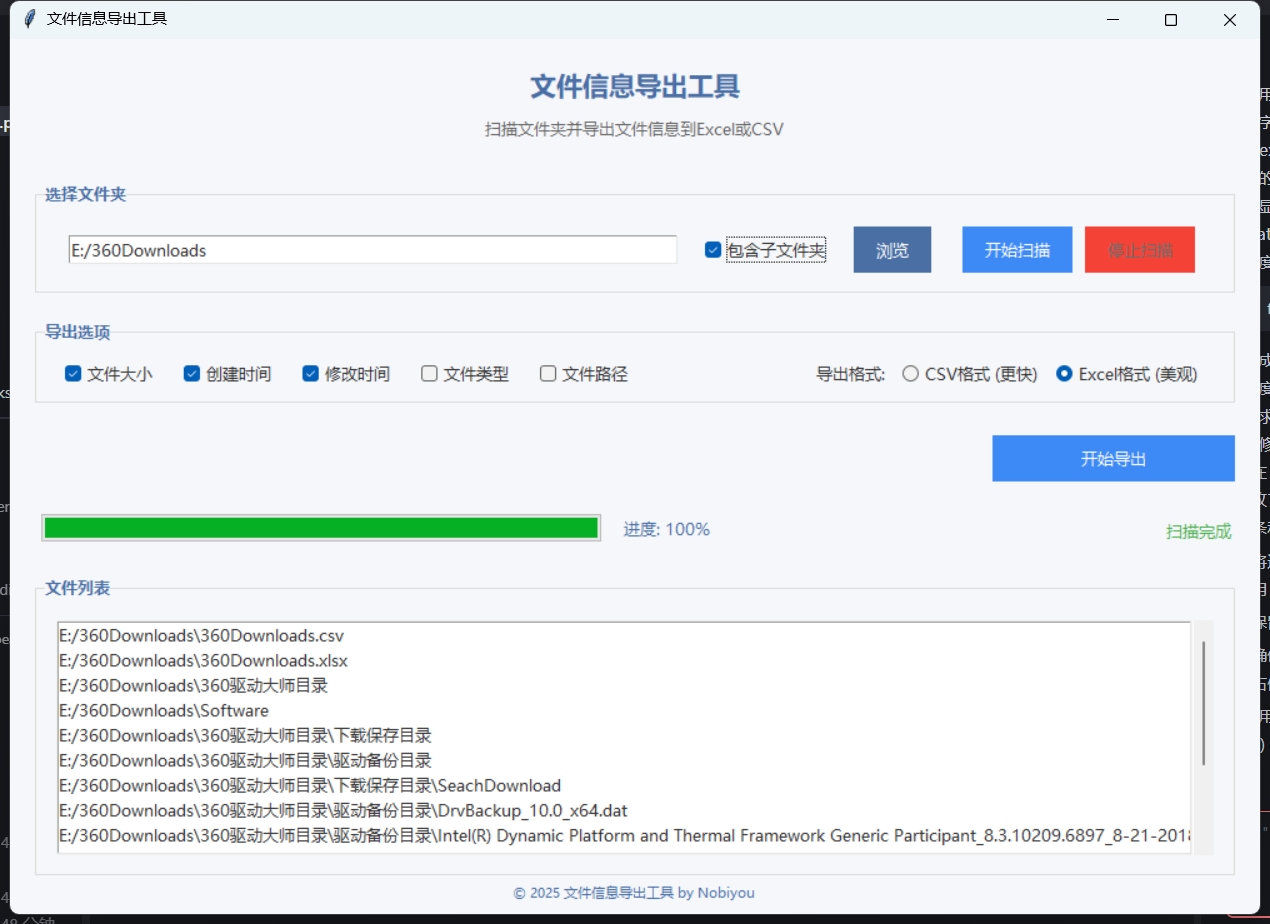 文件信息导出工具
文件信息导出工具
扫描文件夹并导出文件信息到Excel或CSV
选择文件夹
E:/360Downloads 包含子文件夹 浏览 开始扫描 停止扫描
导出选项
文件大小 创建时间 修改时间 文件类型 文件路径 导出格式: CSV格式 (更快) Excel格式 (美观)
开始导出
进度: 100% 扫描完成
文件列表
E:/360Downloads\360Downloads.csv
E:/360Downloads\360Downloads.xlsx
E:/360Downloads\360驱动大师目录
E:/360Downloads\Software
E:/360Downloads\360驱动大师目录\下载保存目录
E:/360Downloads\360驱动大师目录\驱动备份目录
E:/360Downloads\360驱动大师目录\下载保存目录\SeachDownload
E:/360Downloads\360驱动大师目录\驱动备份目录\DrvBackup_10.0_x64.dat
E:/360Downloads\360驱动大师目录\驱动备份目录\Intel(R) Dynamic Platform and Thermal Framework Generic Participant_8.3.10209.6897_8-21-201
© 2025 文件信息导出工具 by Nobiyou